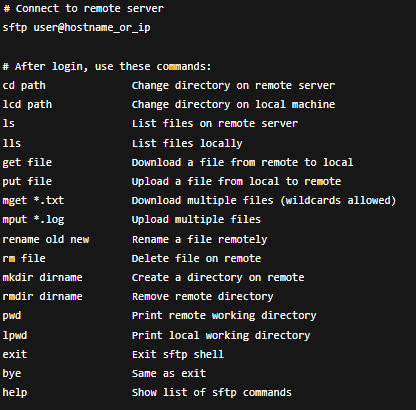 # Connect to remote server
sftp user@hostname_or_ip

# After login, use these commands:
cd path              Change directory on remote server
lcd path             Change directory on local machine
ls                   List files on remote server
lls                  List files locally
get file             Download a file from remote to local
put file             Upload a file from local to remote
mget *.txt           Download multiple files (wildcards allowed)
mput *.log           Upload multiple files
rename old new       Rename a file remotely
rm file              Delete file on remote
mkdir dirname        Create a directory on remote
rmdir dirname        Remove remote directory
pwd                  Print remote working directory
lpwd                 Print local working directory
exit                 Exit sftp shell
bye                  Same as exit
help                 Show list of sftp commands